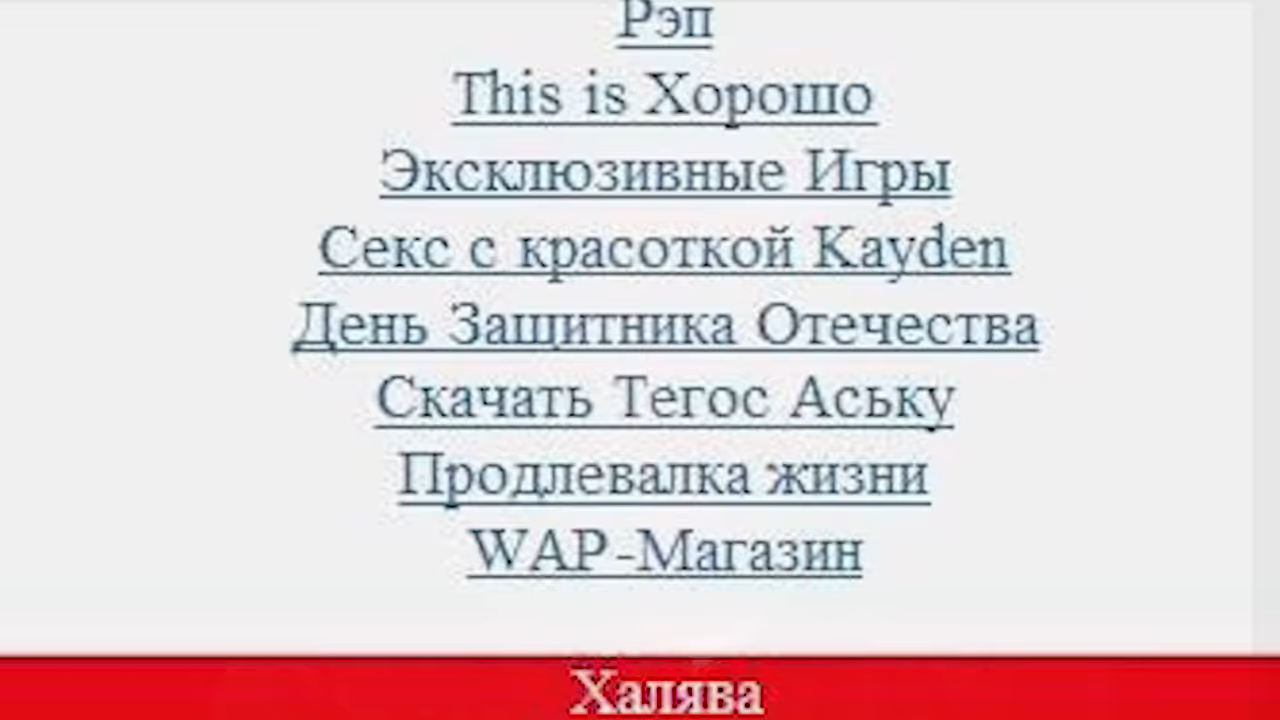 Рэп
This is Хорошо
Эксклюзивные Игры
Секс с красоткой Kayden
День Защитника Отечества
Скачать Тегос Аську
Продлевалка жизни
WAP-Магазин
Халява